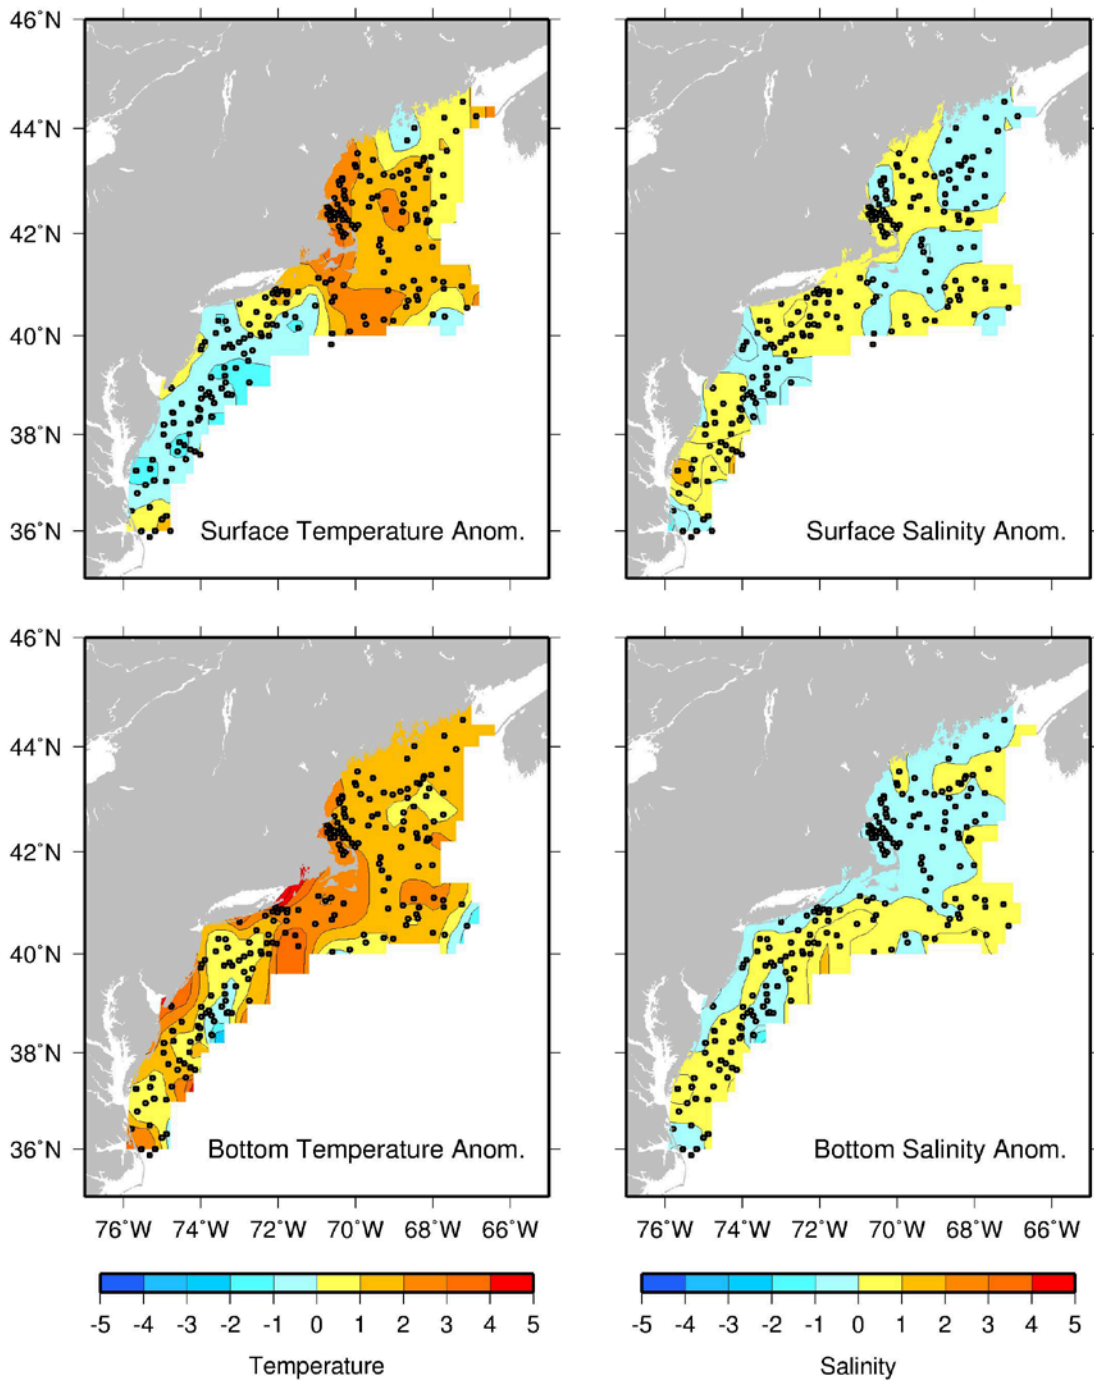 46˚N
44˚N
42˚N
40˚N
38˚N
36˚N
Surface Temperature Anom.
Surface Salinity Anom.
46˚N
44˚N
42˚N
40˚N
38˚N
36˚N
Bottom Temperature Anom.
Bottom Salinity Anom.
76˚W 74˚W 72˚W 70˚W 68˚W 66˚W
76˚W 74˚W 72˚W 70˚W 68˚W 66˚W
-5 -4 -3 -2 -1 0 1 2 3 4 5
-5 -4 -3 -2 -1 0 1 2 3 4 5
Temperature
Salinity